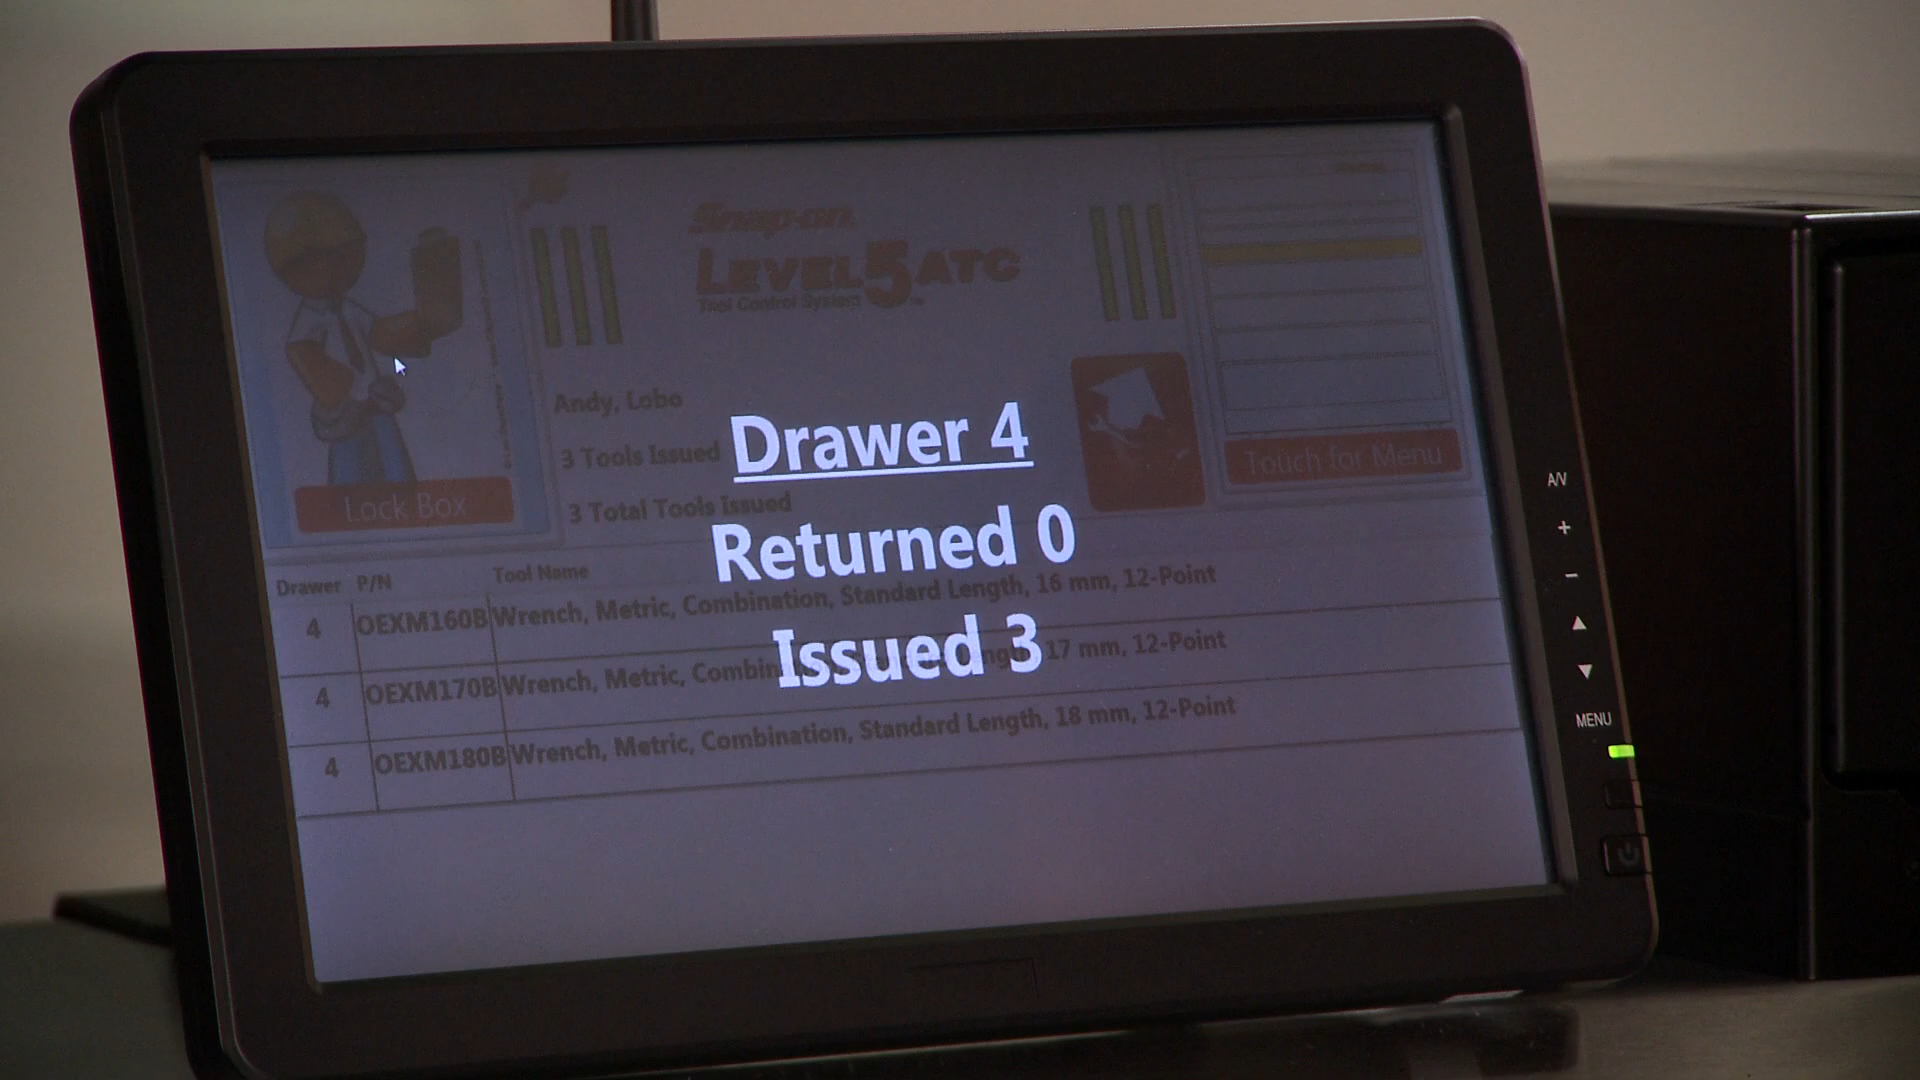 Snap-on
LEVEL 5 ATC
Tool Control System
Andy, Lobo
3 Tools Issued
3 Total Tools Issued
Lock Box
Touch for Menu
Drawer 4
Returned 0
Issued 3
Drawer P/N Tool Name
4 OEXM160B Wrench, Metric, Combination, Standard Length, 16 mm, 12-Point
4 OEXM170B Wrench, Metric, 17 mm, 12-Point
4 OEXM180B Wrench, Metric, Combination, Standard Length, 18 mm, 12-Point
A/V
+
−
▲
▼
MENU